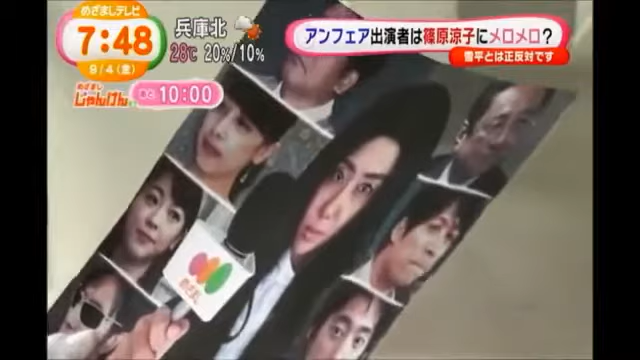 めざましテレビ
7:48
9/4(金)
兵庫北
28℃ 20%/10%
めざまし
じゃんけん
あと 10:00
アンフェア出演者は篠原涼子にメロメロ?
雪平とは正反対です
めざまし